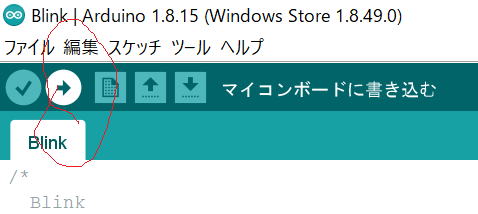 Blink | Arduino 1.8.15 (Windows Store 1.8.49.0)
ファイル 編集 スケッチ ツール ヘルプ
マイコンボードに書き込む
Blink
/*
Blink